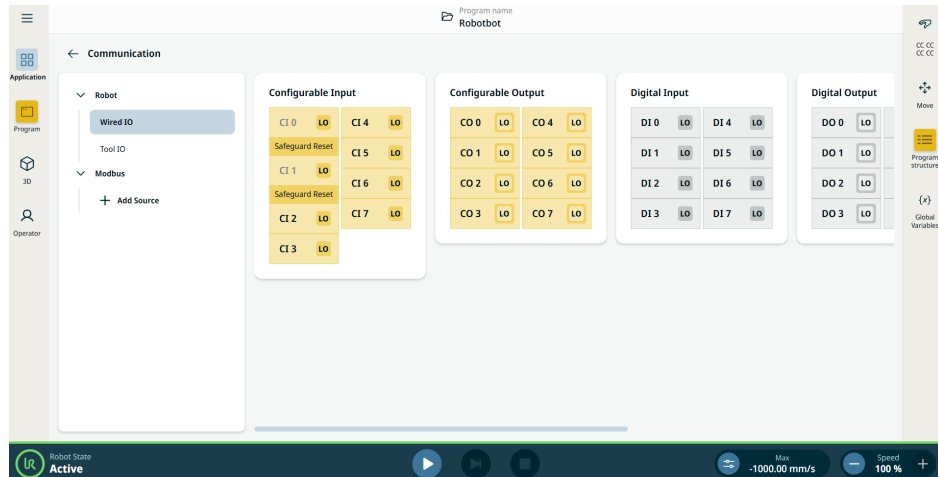 Program name
Robotbot
Application
Program
3D
Operator
Communication
Robot
Wired IO
Tool IO
Modbus
Add Source
Configurable Input
CI 0 LO CI 4 LO
Safeguard Reset
CI 5 LO
CI 1 LO
CI 6 LO
Safeguard Reset
CI 2 LO CI 7 LO
CI 3 LO
Configurable Output
CO 0 LO CO 4 LO
CO 1 LO CO 5 LO
CO 2 LO CO 6 LO
CO 3 LO CO 7 LO
Digital Input
DI 0 LO DI 4 LO
DI 1 LO DI 5 LO
DI 2 LO DI 6 LO
DI 3 LO DI 7 LO
Digital Output
DO 0 LO
DO 1 LO
DO 2 LO
DO 3 LO
CC CC
CC CC
Move
Program
structure
{x}
Global
Variables
UR
Robot State
Active
Max
-1000.00 mm/s
Speed
100 %